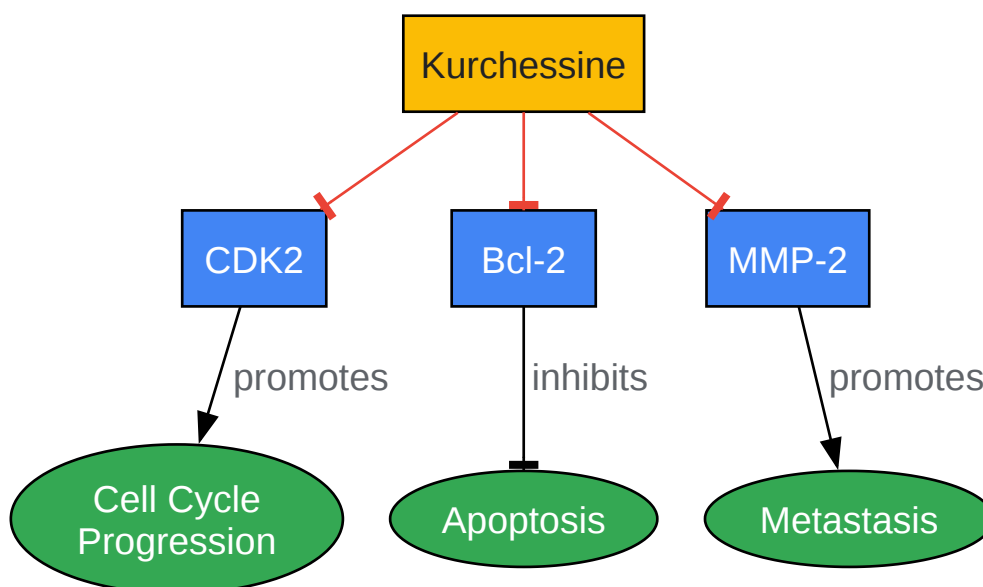 Kurchessine
CDK2
Bcl-2
MMP-2
promotes
inhibits
promotes
Cell Cycle
Progression
Apoptosis
Metastasis